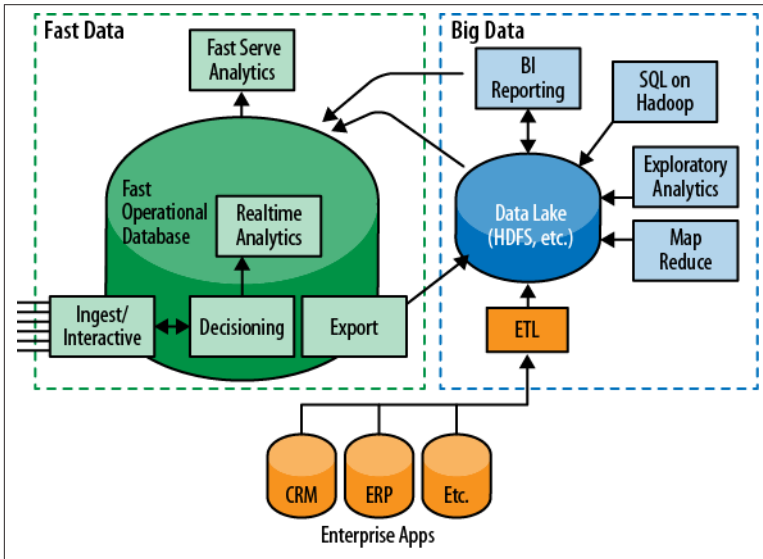 Fast Data
Fast Serve
Analytics
Fast
Operational
Database
Realtime
Analytics
Ingest/
Interactive
Decisioning
Export
Big Data
BI
Reporting
SQL on
Hadoop
Exploratory
Analytics
Data Lake
(HDFS, etc.)
Map
Reduce
ETL
CRM
ERP
Etc.
Enterprise Apps